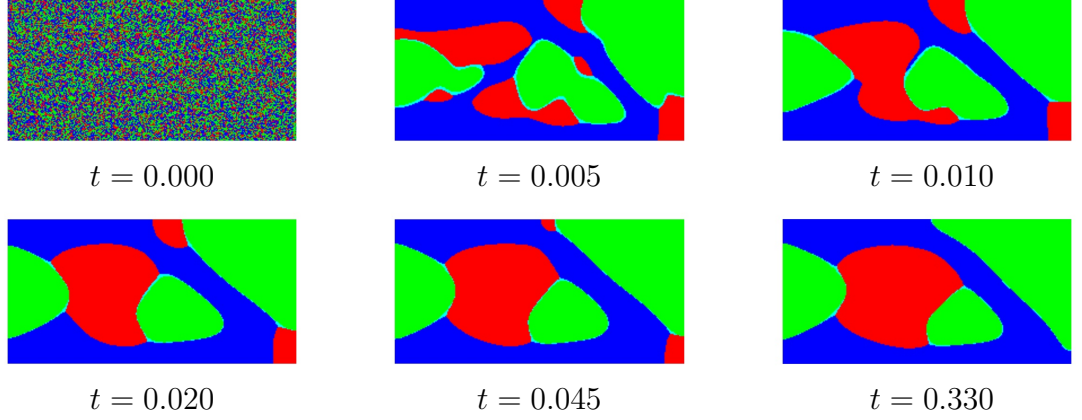 t = 0.000
t = 0.005
t = 0.010
t = 0.020
t = 0.045
t = 0.330